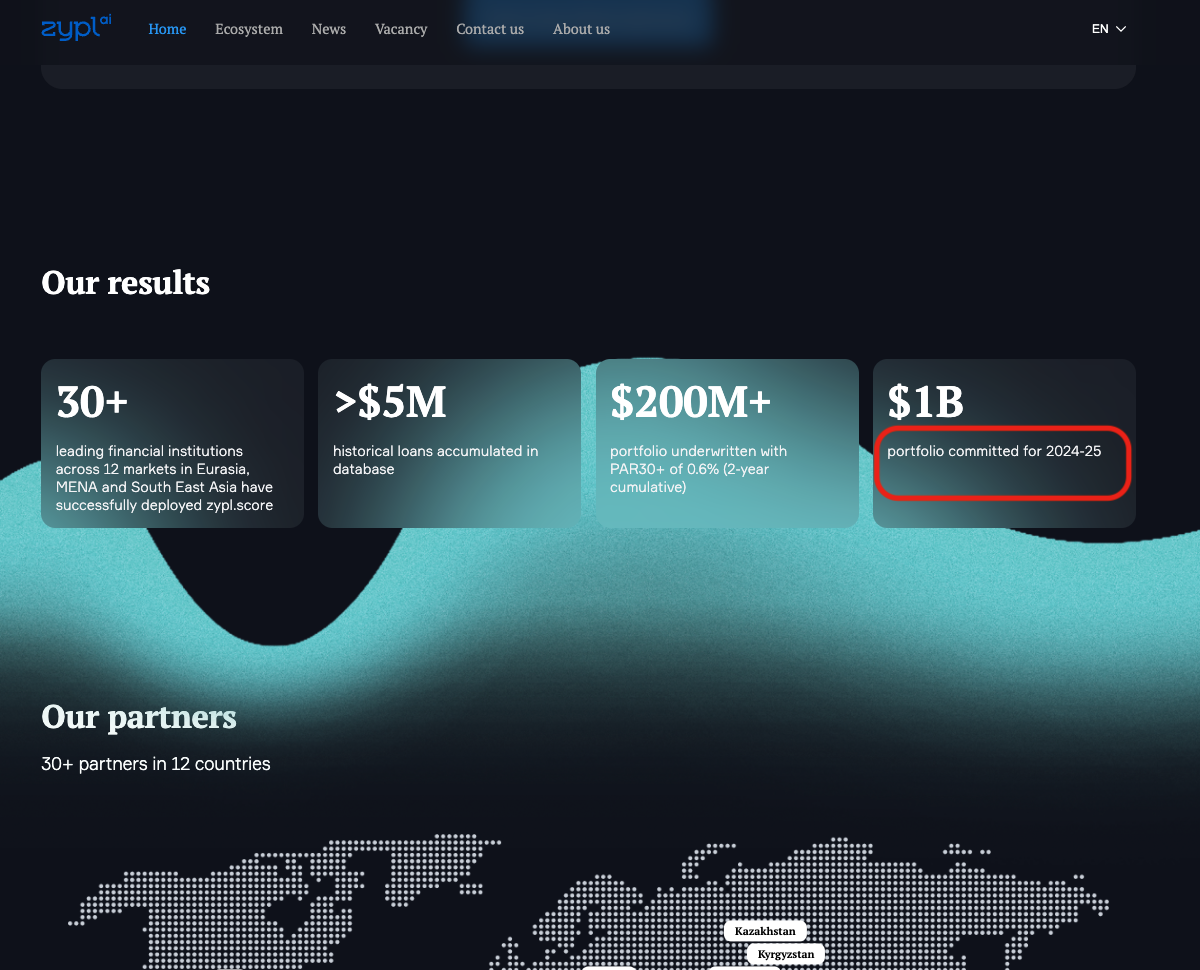 zypl ai
Home Ecosystem News Vacancy Contact us About us EN
Our results
30+
leading financial institutions
across 12 markets in Eurasia,
MENA and South East Asia have
successfully deployed zypl.score
>$5M
historical loans accumulated in
database
$200M+
portfolio underwritten with
PAR30+ of 0.6% (2-year
cumulative)
$1B
portfolio committed for 2024-25
Our partners
30+ partners in 12 countries
Kazakhstan
Kyrgyzstan